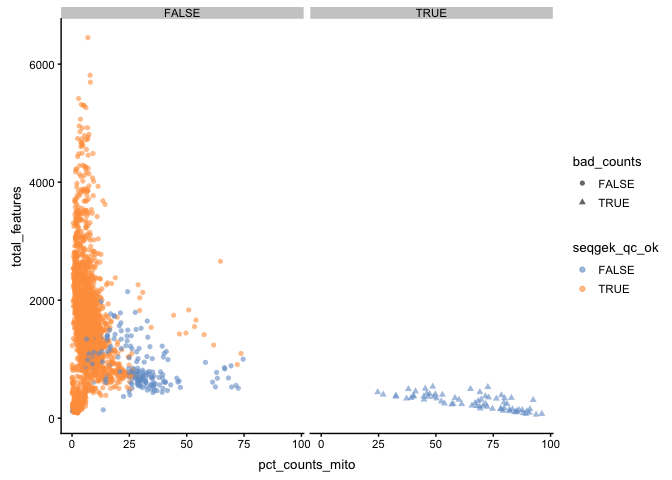 FALSE TRUE
6000
4000
2000
0
total_features
0 25 50 75 100 0 25 50 75 100
pct_counts_mito
bad_counts
FALSE
TRUE
seqgek_qc_ok
FALSE
TRUE